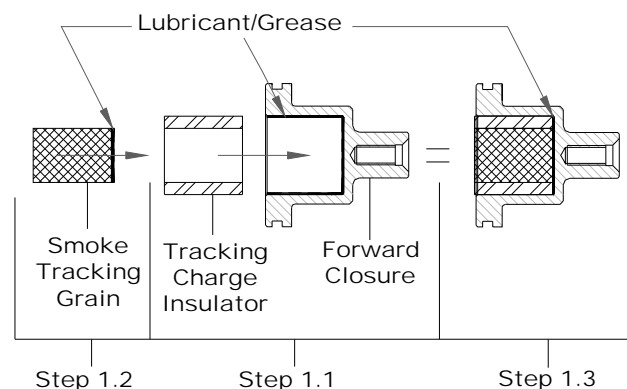 Lubricant/Grease
Smoke
Tracking
Grain
Tracking
Charge
Insulator
Forward
Closure
Step 1.2
Step 1.1
Step 1.3